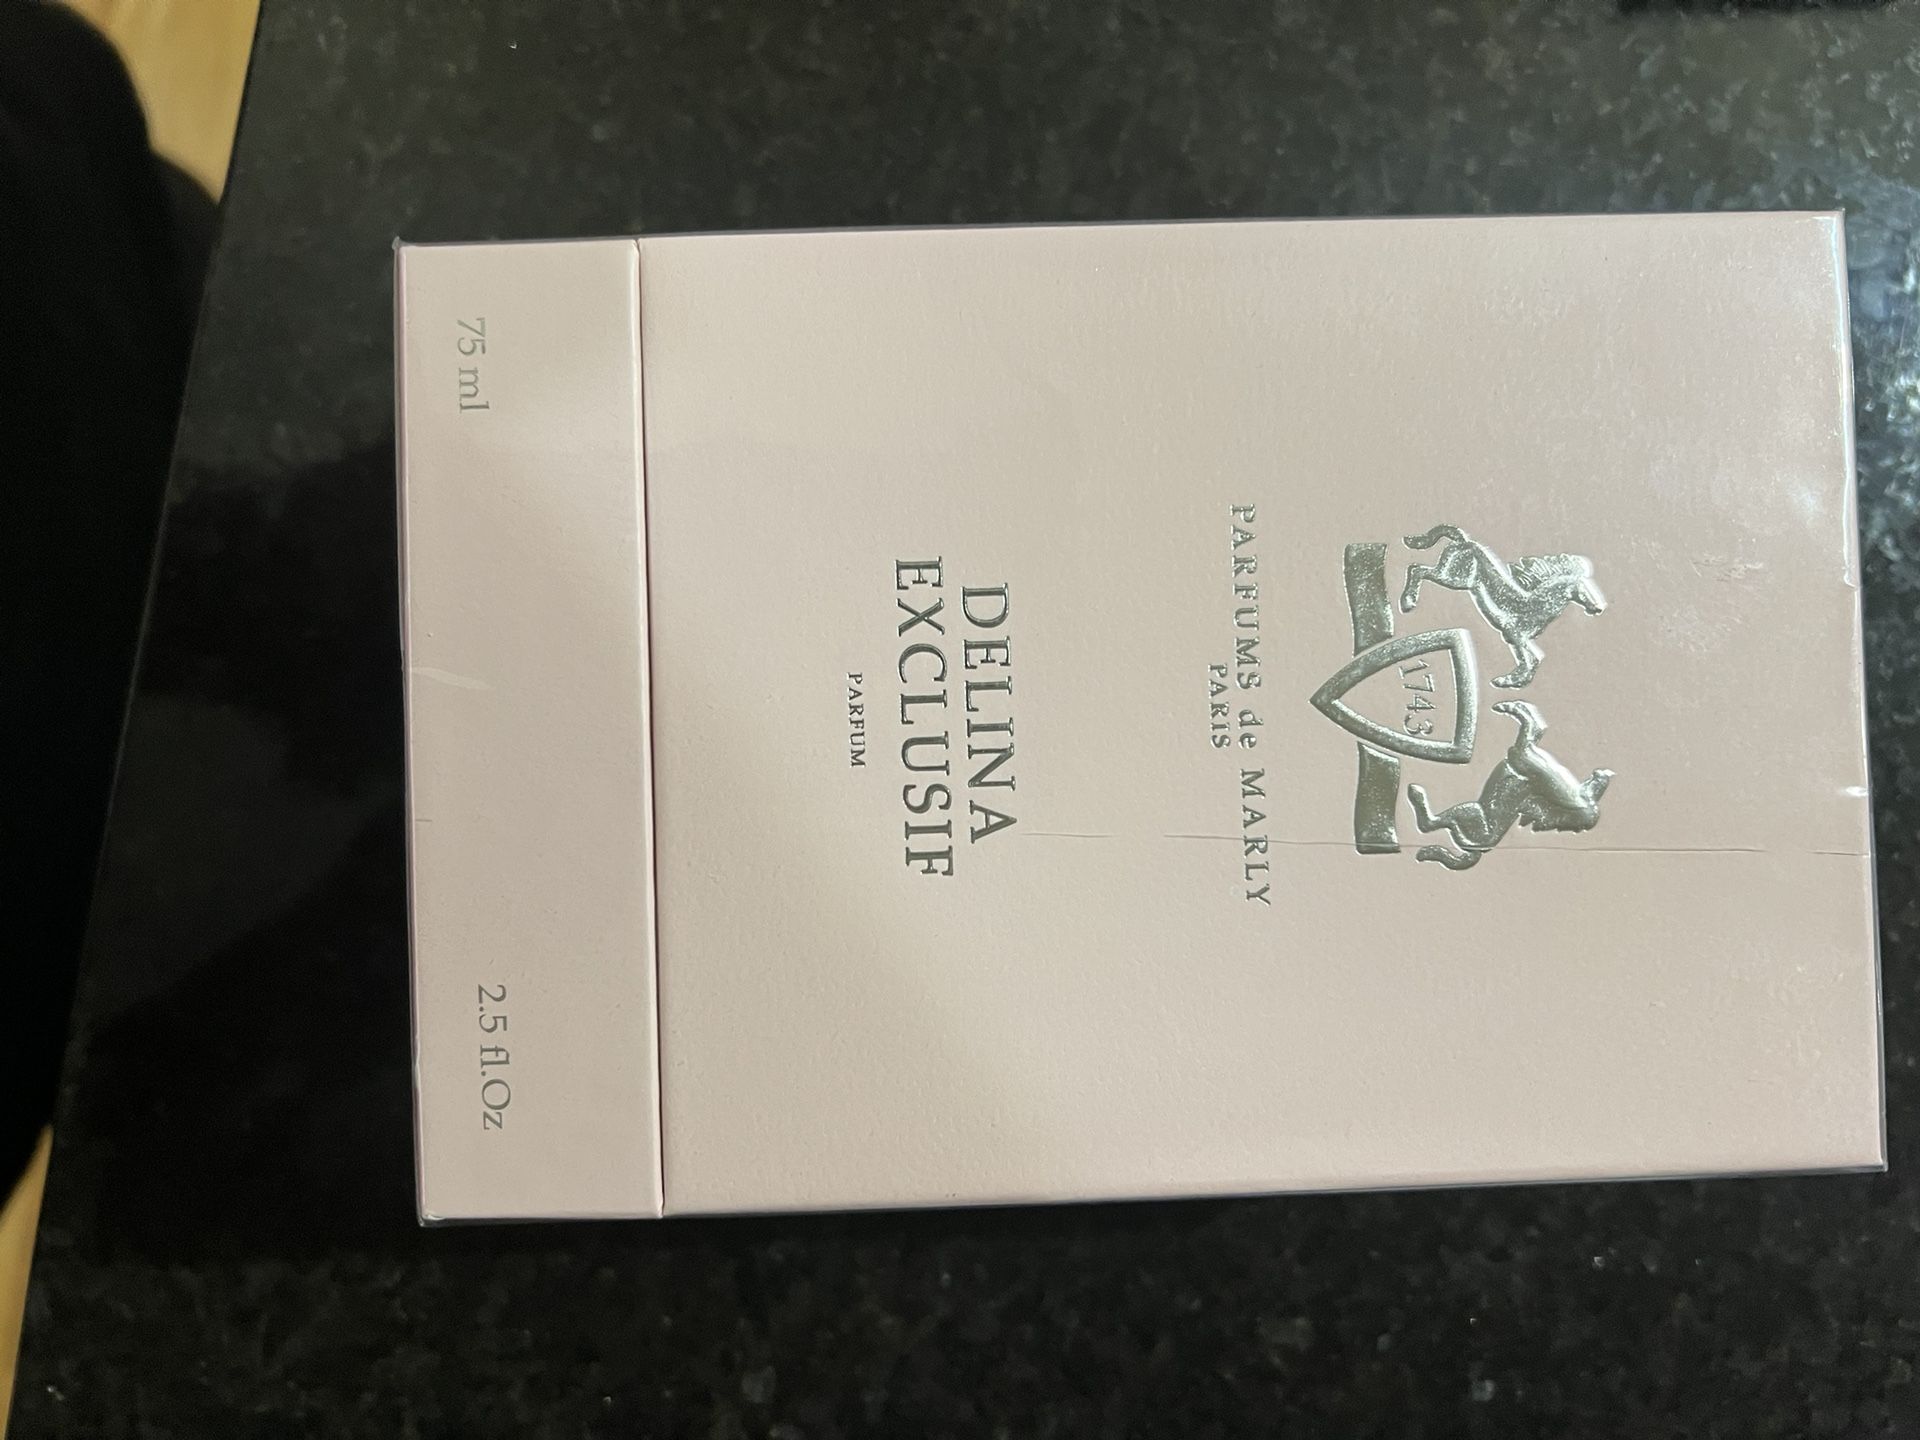 1743
PARFUMS de MARLY
PARIS
DELINA
EXCLUSIF
PARFUM
75 ml
2.5 fl.Oz